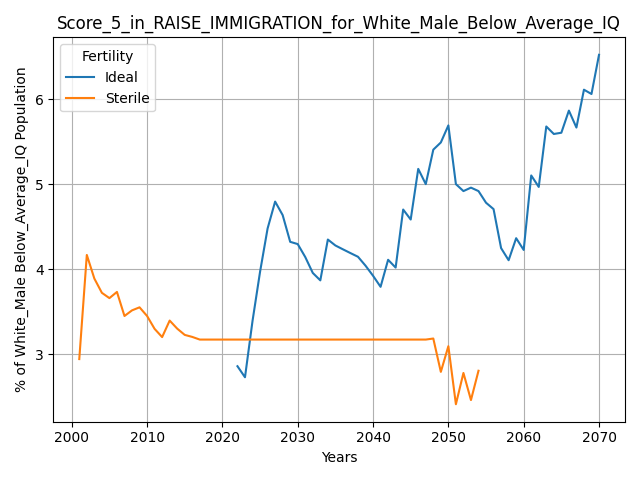 Score_5_in_RAISE_IMMIGRATION_for_White_Male_Below_Average_IQ
Fertility
Ideal
Sterile
% of White_Male Below_Average_IQ Population
6
5
4
3
2000 2010 2020 2030 2040 2050 2060 2070
Years